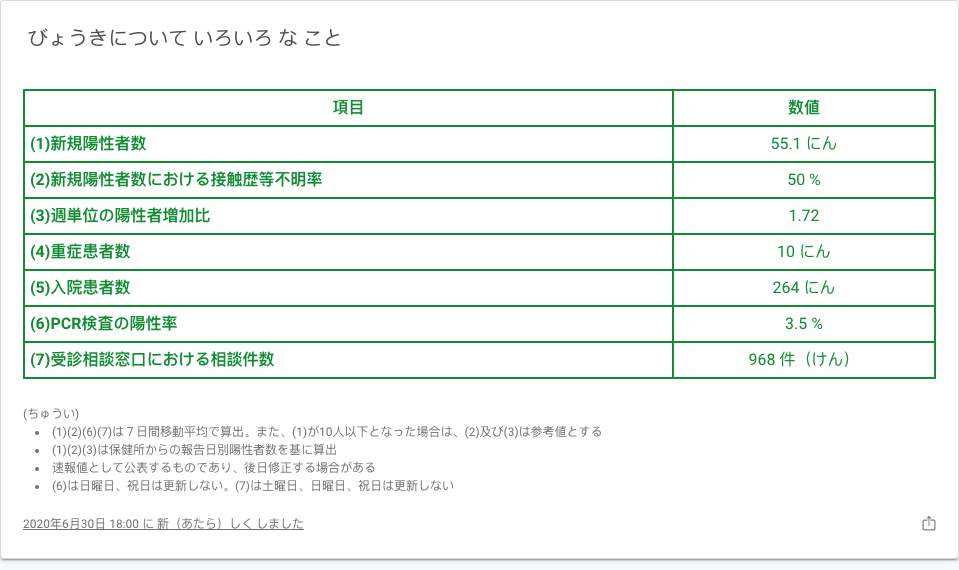 びょうきについて いろいろ な こと
項目 数値
(1)新規陽性者数 55.1 にん
(2)新規陽性者数における接触歴等不明率 50 %
(3)週単位の陽性者増加比 1.72
(4)重症患者数 10 にん
(5)入院患者数 264 にん
(6)PCR検査の陽性率 3.5 %
(7)受診相談窓口における相談件数 968 件（けん）
(ちゅうい)
(1)(2)(6)(7)は７日間移動平均で算出。また、(1)が10人以下となった場合は、(2)及び(3)は参考値とする
(1)(2)(3)は保健所からの報告日別陽性者数を基に算出
速報値として公表するものであり、後日修正する場合がある
(6)は日曜日、祝日は更新しない。(7)は土曜日、日曜日、祝日は更新しない
2020年6月30日 18:00 に 新（あたら）しく しました